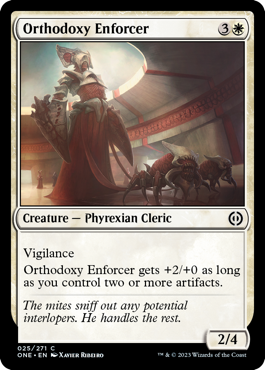 Orthodoxy Enforcer 3
Creature — Phyrexian Cleric
Vigilance
Orthodoxy Enforcer gets +2/+0 as long
as you control two or more artifacts.
The mites sniff out any potential
interlopers. He handles the rest.
2/4
025/271 C
ONE • EN Xavier Ribeiro
™ & © 2023 Wizards of the Coast